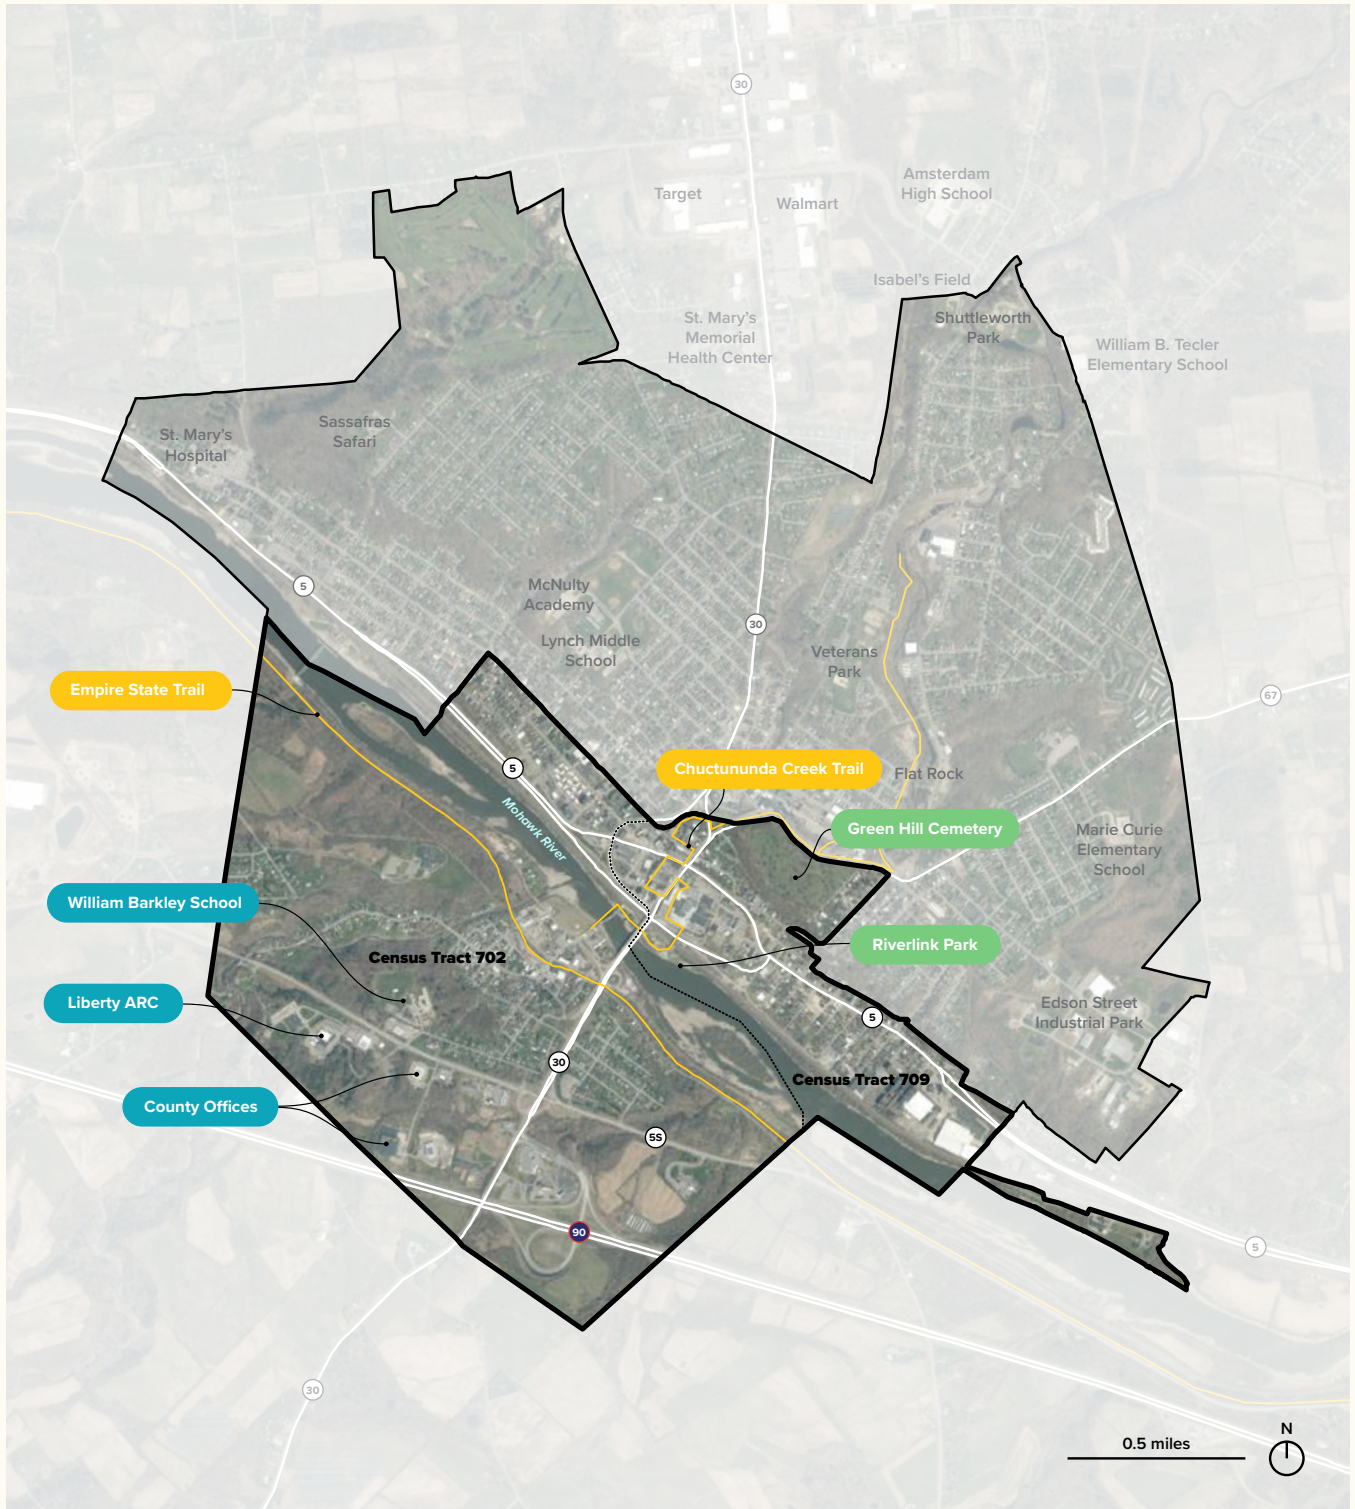 30
Amsterdam
High School
Target
Walmart
Isabel's Field
St. Mary's
Memorial
Health Center
Shuttleworth
Park
William B. Tecler
Elementary School
Sassafras
Safari
St. Mary's
Hospital
5
McNulty
Academy
30
Lynch Middle
School
Veterans
Park
67
Empire State Trail
5
Chuctununda Creek Trail
Flat Rock
Mohawk River
Green Hill Cemetery
Marie Curie
Elementary
School
William Barkley School
Census Tract 702
Riverlink Park
Liberty ARC
Edson Street
Industrial Park
5
30
Census Tract 709
County Offices
5S
90
5
30
N
0.5 miles